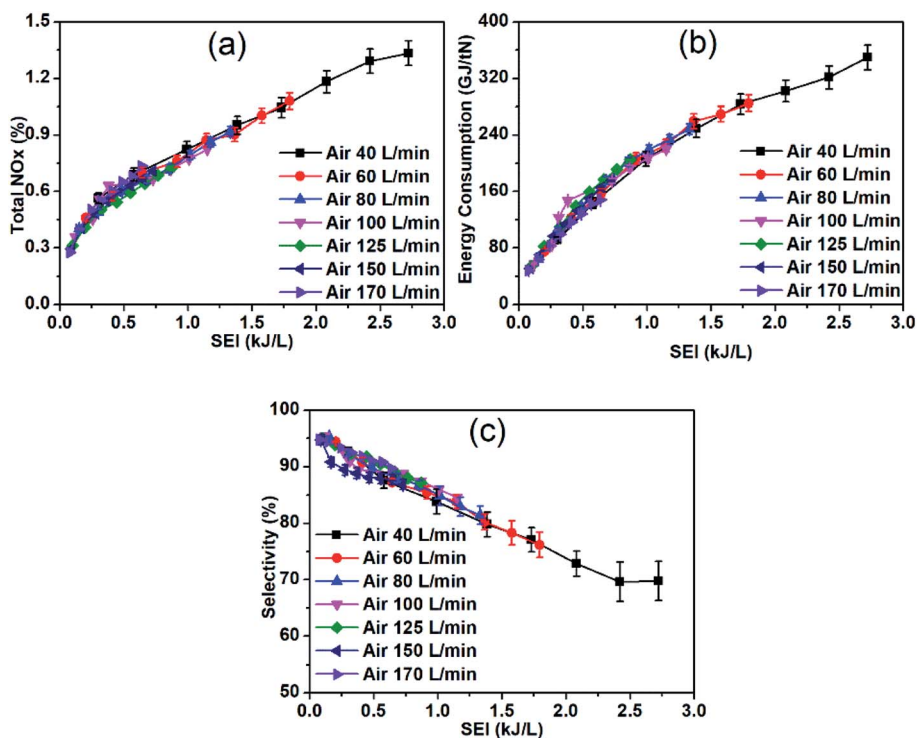 (a)
Total NOx (%)
1.5
1.2
0.9
0.6
0.3
0.0
Air 40 L/min
Air 60 L/min
Air 80 L/min
Air 100 L/min
Air 125 L/min
Air 150 L/min
Air 170 L/min
0.0 0.5 1.0 1.5 2.0 2.5 3.0
SEI (kJ/L)
(b)
Energy Consumption (GJ/tN)
400
320
240
160
80
0
Air 40 L/min
Air 60 L/min
Air 80 L/min
Air 100 L/min
Air 125 L/min
Air 150 L/min
Air 170 L/min
0.0 0.5 1.0 1.5 2.0 2.5 3.0
SEI (kJ/L)
(c)
Selectivity (%)
100
90
80
70
60
50
Air 40 L/min
Air 60 L/min
Air 80 L/min
Air 100 L/min
Air 125 L/min
Air 150 L/min
Air 170 L/min
0.0 0.5 1.0 1.5 2.0 2.5 3.0
SEI (kJ/L)